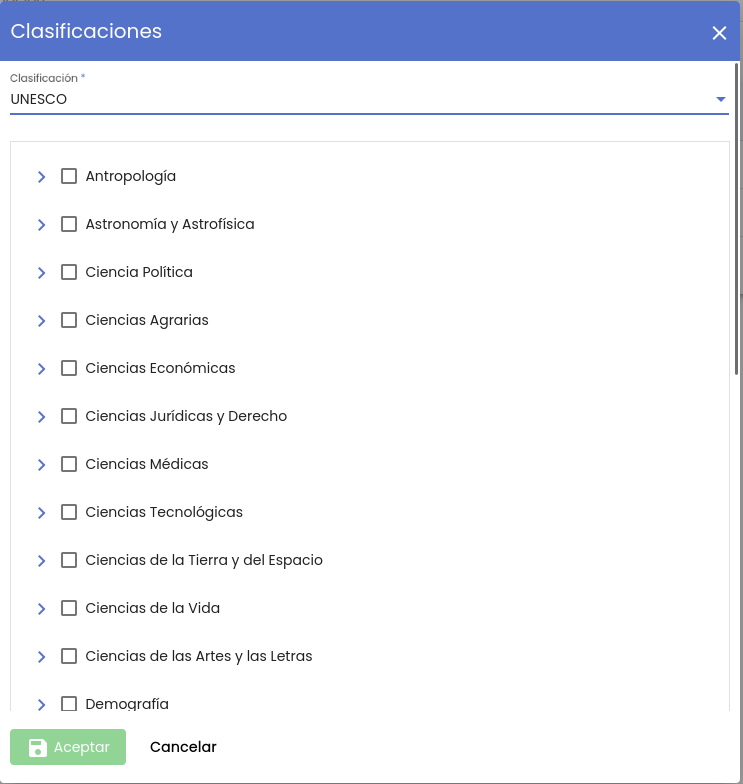 Clasificaciones
Clasificación *
UNESCO
Antropología
Astronomía y Astrofísica
Ciencia Política
Ciencias Agrarias
Ciencias Económicas
Ciencias Jurídicas y Derecho
Ciencias Médicas
Ciencias Tecnológicas
Ciencias de la Tierra y del Espacio
Ciencias de la Vida
Ciencias de las Artes y las Letras
Demografía
Aceptar Cancelar